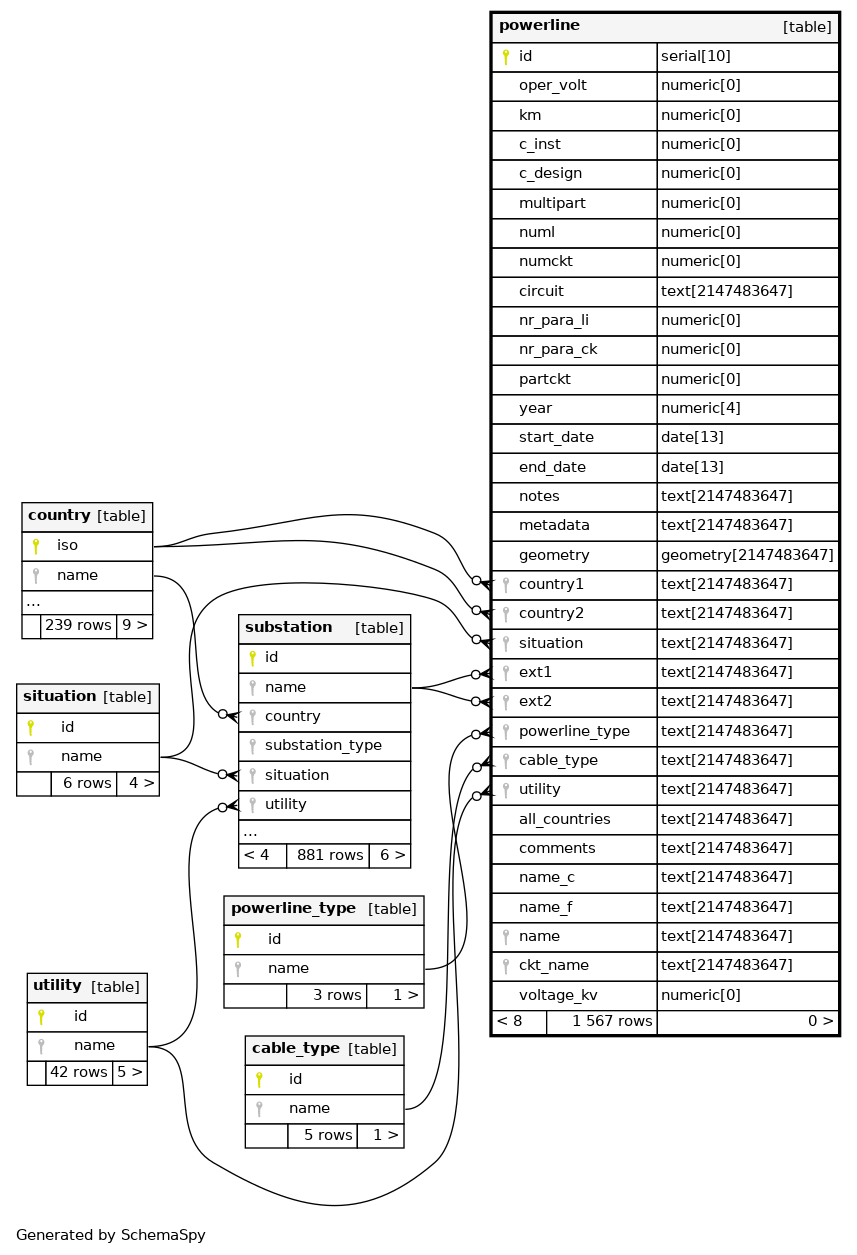 powerline [table]
id serial[10]
oper_volt numeric[0]
km numeric[0]
c_inst numeric[0]
c_design numeric[0]
multipart numeric[0]
numl numeric[0]
numckt numeric[0]
circuit text[2147483647]
nr_para_li numeric[0]
nr_para_ck numeric[0]
partckt numeric[0]
year numeric[4]
start_date date[13]
end_date date[13]
notes text[2147483647]
metadata text[2147483647]
geometry geometry[2147483647]
country1 text[2147483647]
country2 text[2147483647]
situation text[2147483647]
ext1 text[2147483647]
ext2 text[2147483647]
powerline_type text[2147483647]
cable_type text[2147483647]
utility text[2147483647]
all_countries text[2147483647]
comments text[2147483647]
name_c text[2147483647]
name_f text[2147483647]
name text[2147483647]
ckt_name text[2147483647]
voltage_kv numeric[0]
< 8 1 567 rows 0 >
country [table]
iso
name
...
239 rows 9 >
situation [table]
id
name
6 rows 4 >
substation [table]
id
name
country
substation_type
situation
utility
...
< 4 881 rows 6 >
powerline_type [table]
id
name
3 rows 1 >
utility [table]
id
name
42 rows 5 >
cable_type [table]
id
name
5 rows 1 >
Generated by SchemaSpy